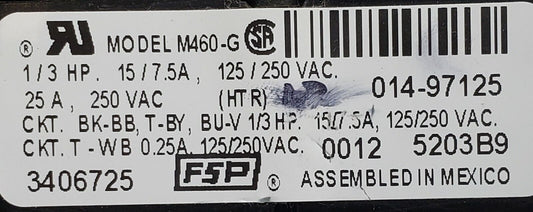 ® RU MODEL M460-G SA
1/3 HP. 15/7.5A, 125/250 VAC.
014-97125
25 A, 250 VAC (HTR)
CKT. BK-BB, T-BY, BU-V 1/3 HP. 15/7.5A, 125/250 VAC.
CKT. T - WB 0.25A, 125/250VAC. 0012 5203B9
3406725 FSP ® ASSEMBLED IN MEXICO